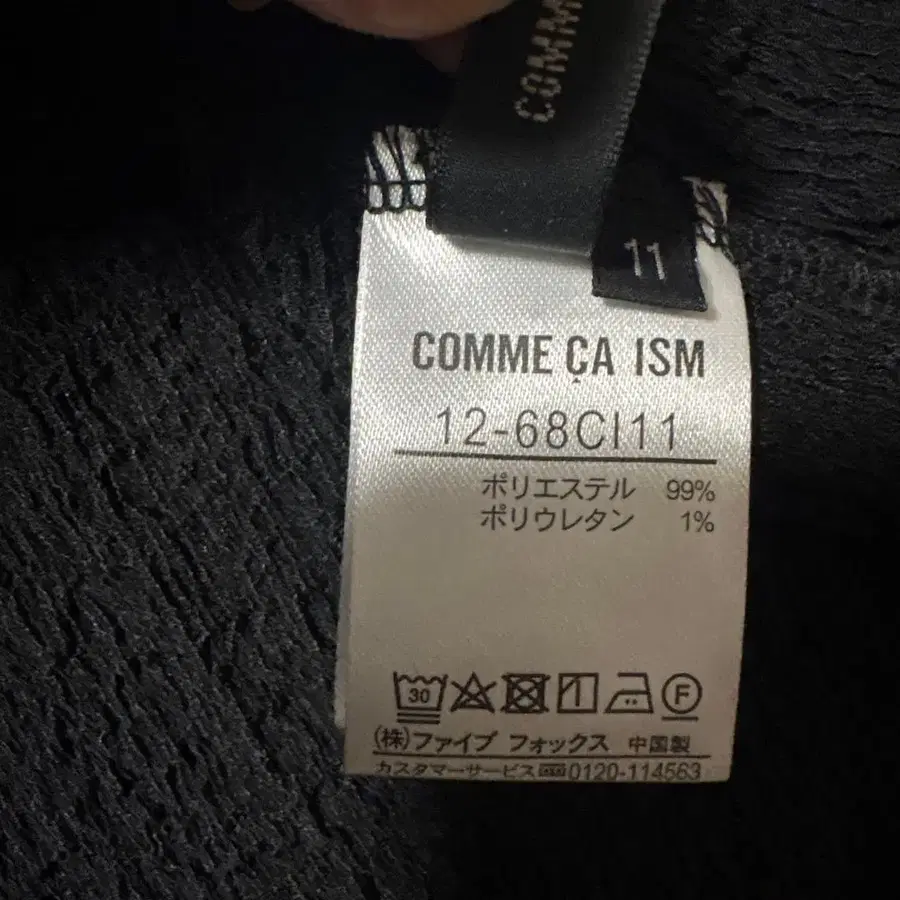 COMM
11
COMME ÇA ISM
12-68CI11
ポリエステル 99%
ポリウレタン 1%
30 F
(株)ファイブ フォックス 中国製
カスタマーサービス 0120-114563